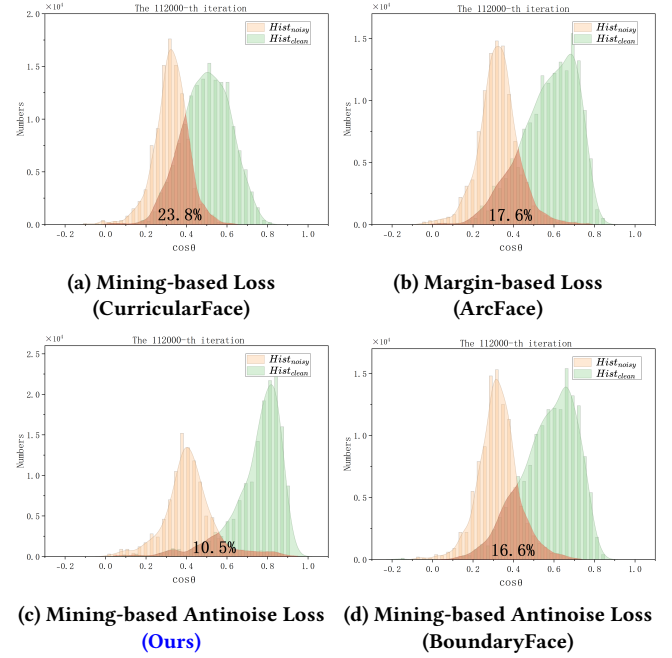 The 112000-th iteration
×10⁴
Hist_noisy
Hist_clean
Numbers
2.0
1.5
1.0
0.5
0.0
23.8%
-0.2 0.0 0.2 0.4 0.6 0.8 1.0
cosθ
(a) Mining-based Loss
(CurricularFace)
The 112000-th iteration
×10⁴
Hist_noisy
Hist_clean
Numbers
1.5
1.0
0.5
0.0
17.6%
-0.2 0.0 0.2 0.4 0.6 0.8 1.0
cosθ
(b) Margin-based Loss
(ArcFace)
The 112000-th iteration
×10⁴
Hist_noisy
Hist_clean
Numbers
2.5
2.0
1.5
1.0
0.5
0.0
10.5%
-0.2 0.0 0.2 0.4 0.6 0.8 1.0
cosθ
(c) Mining-based Antinoise Loss
(Ours)
The 112000-th iteration
×10⁴
Hist_noisy
Hist_clean
Numbers
1.5
1.0
0.5
0.0
16.6%
-0.2 0.0 0.2 0.4 0.6 0.8 1.0
cosθ
(d) Mining-based Antinoise Loss
(BoundaryFace)